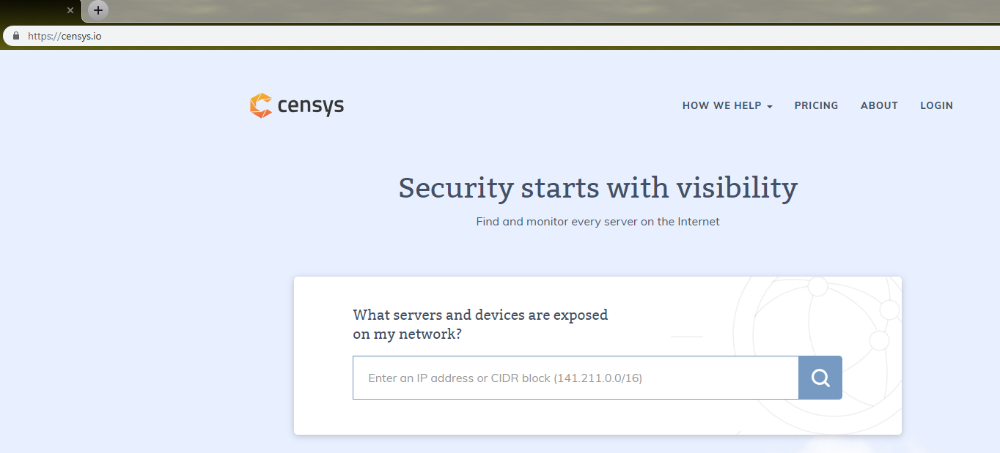 https://censys.io
censys
HOW WE HELP
PRICING
ABOUT
LOGIN
Security starts with visibility
Find and monitor every server on the Internet
What servers and devices are exposed
on my network?
Enter an IP address or CIDR block (141.211.0.0/16)